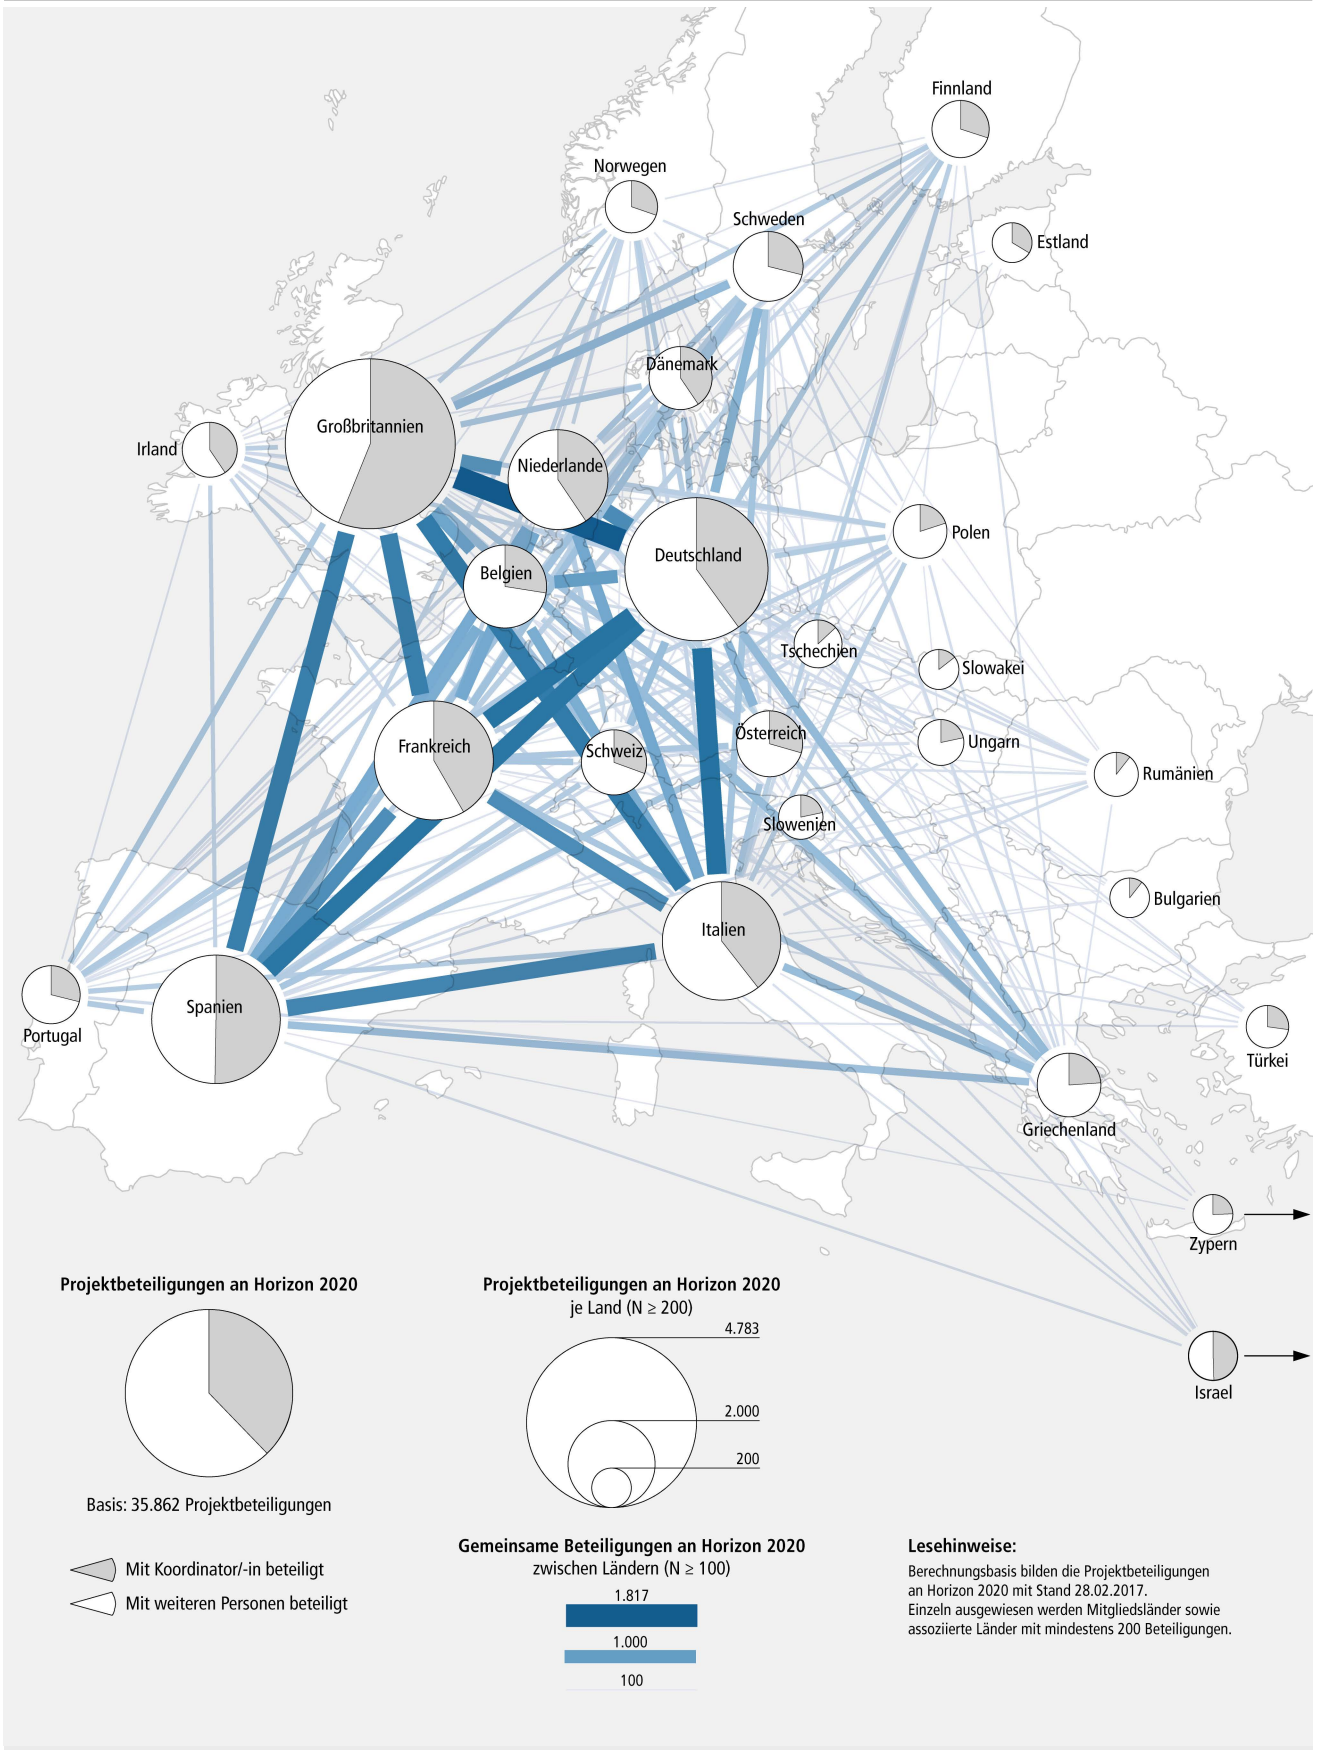 Finnland
Norwegen
Schweden
Estland
Dänemark
Großbritannien
Irland
Niederlande
Polen
Deutschland
Belgien
Tschechien
Slowakei
Österreich
Ungarn
Frankreich
Schweiz
Rumänien
Slowenien
Bulgarien
Italien
Spanien
Portugal
Türkei
Griechenland
Zypern
Israel
Projektbeteiligungen an Horizon 2020
Basis: 35.862 Projektbeteiligungen
Mit Koordinator/-in beteiligt
Mit weiteren Personen beteiligt
Projektbeteiligungen an Horizon 2020
je Land (N ≥ 200)
4.783
2.000
200
Gemeinsame Beteiligungen an Horizon 2020
zwischen Ländern (N ≥ 100)
1.817
1.000
100
Lesehinweise:
Berechnungsbasis bilden die Projektbeteiligungen
an Horizon 2020 mit Stand 28.02.2017.
Einzeln ausgewiesen werden Mitgliedsländer sowie
assoziierte Länder mit mindestens 200 Beteiligungen.